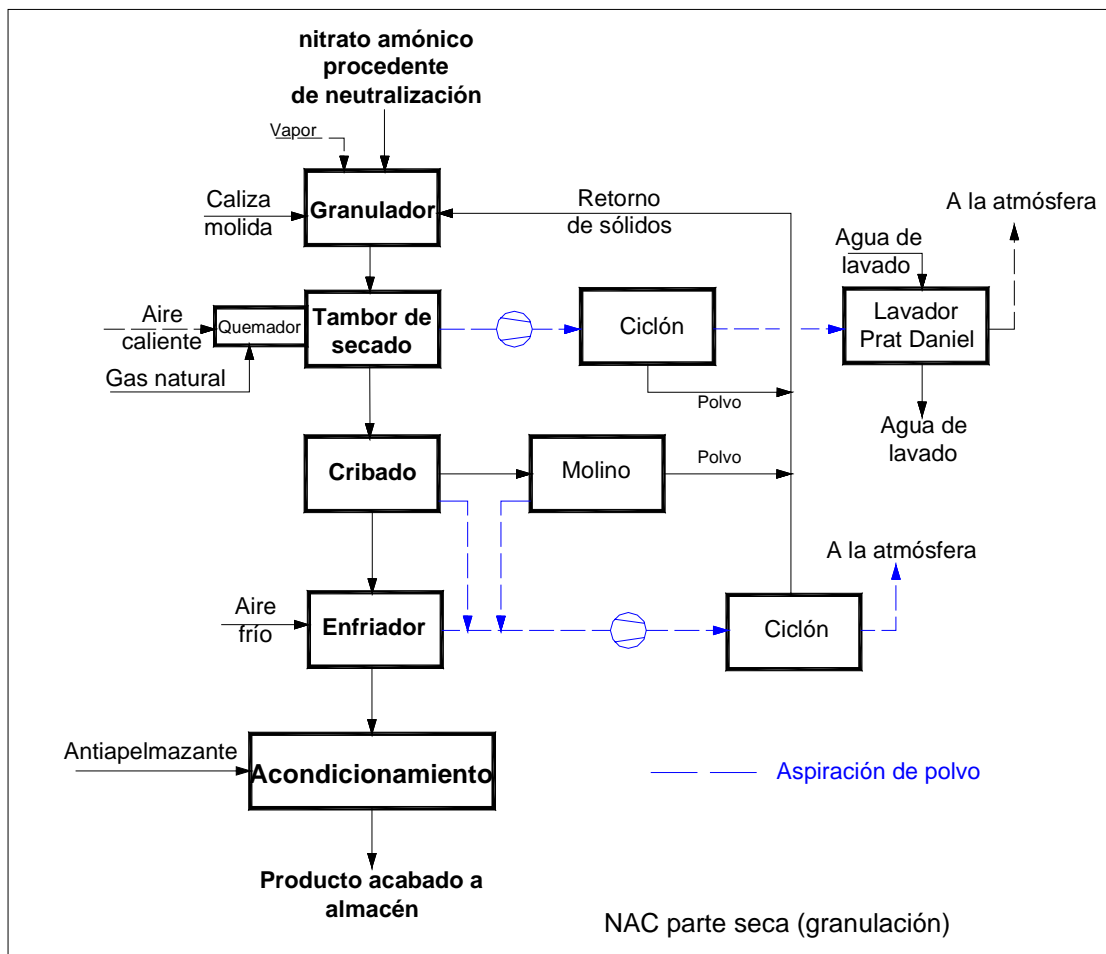 nitrato amónico
procedente
de neutralización
Vapor
Caliza
molida
Granulador
Retorno
de sólidos
A la atmósfera
Agua de
lavado
Aire
caliente
Quemador
Tambor de
secado
Ciclón
Lavador
Prat Daniel
Gas natural
Polvo
Agua de
lavado
Cribado
Molino
Polvo
A la atmósfera
Aire
frío
Enfriador
Ciclón
Antiapelmazante
Acondicionamiento
Aspiración de polvo
Producto acabado a
almacén
NAC parte seca (granulación)